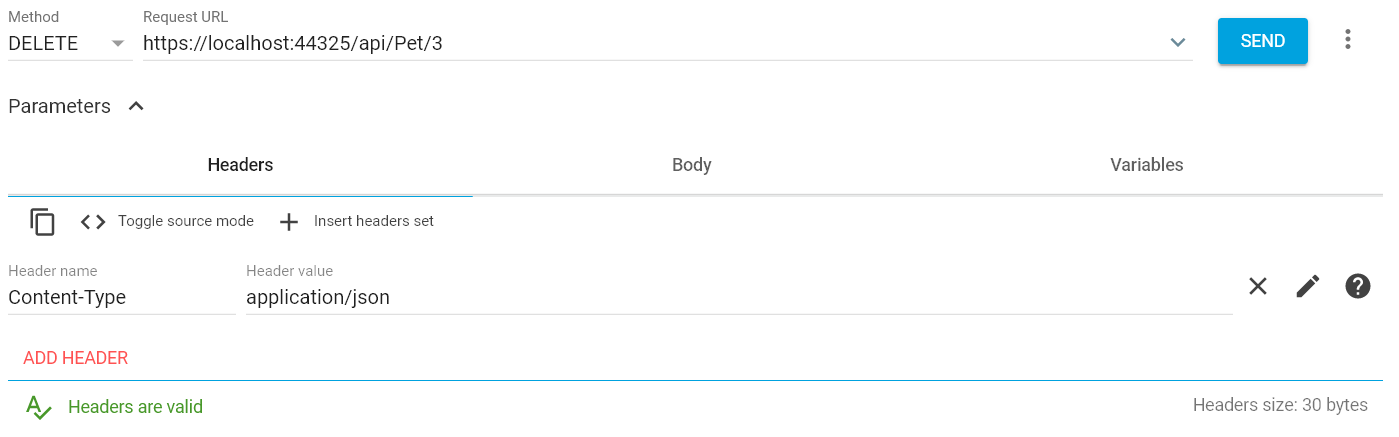 Method Request URL
DELETE https://localhost:44325/api/Pet/3 SEND
Parameters
Headers Body Variables
Toggle source mode Insert headers set
Header name Header value
Content-Type application/json
ADD HEADER
Headers are valid Headers size: 30 bytes